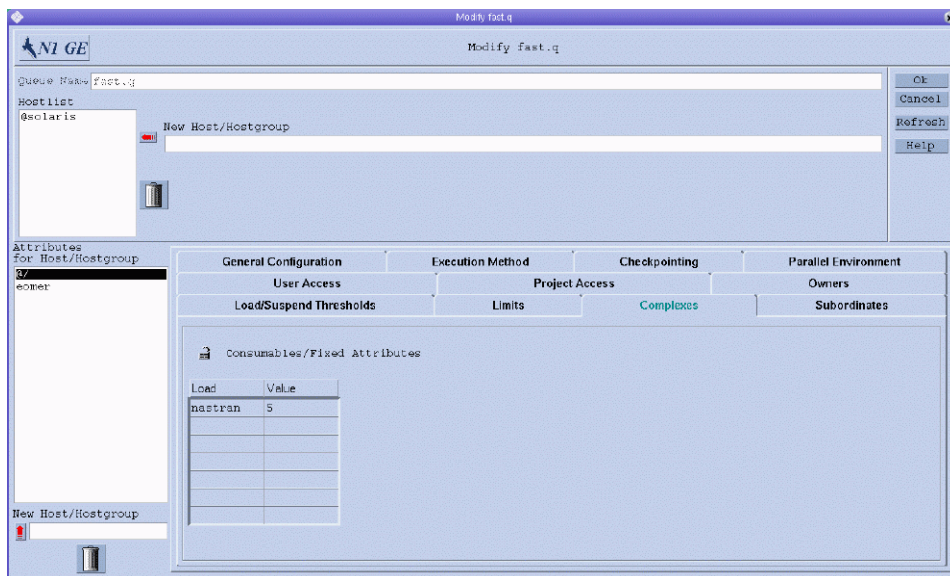 Modify fast.q
N1 GE
Modify fast.q
Queue Name fast.q
Ok
Hostlist
Cancel
@solaris
New Host/Hostgroup
Refresh
Help
Attributes
for Host/Hostgroup
@/
eomer
General Configuration Execution Method Checkpointing Parallel Environment
User Access Project Access Owners
Load/Suspend Thresholds Limits Complexes Subordinates
Consumables/Fixed Attributes
Load Value
nastran 5
New Host/Hostgroup